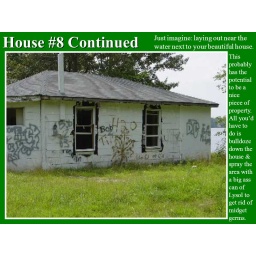 House #8 Continued
Just imagine: laying out near the
water next to your beautiful house.
This
probably
has the
potential
to be a
nice
piece of
property.
All you'd
have to
do is
bulldoze
down the
house &
spray the
area with
a big ass
can of
Lysol to
get rid of
midget
germs.